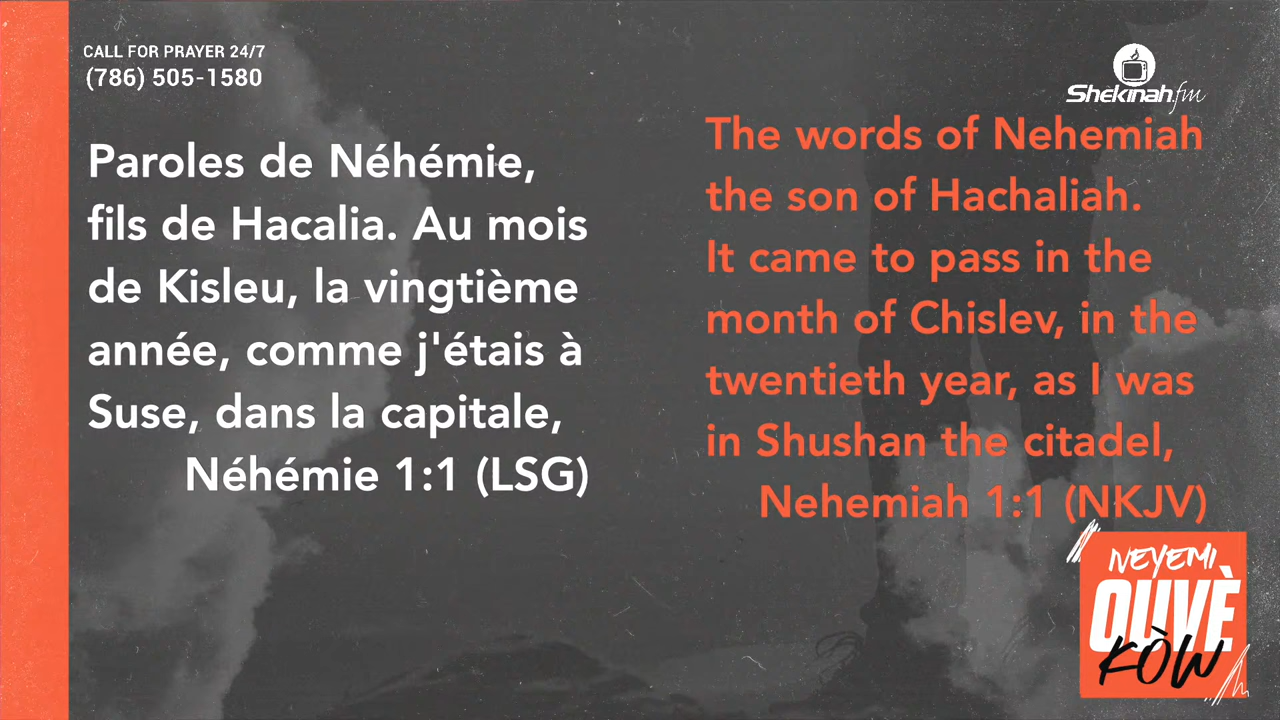 CALL FOR PRAYER 24/7
(786) 505-1580
Shekinah.fm
Paroles de Néhémie,
fils de Hacalia. Au mois
de Kisleu, la vingtième
année, comme j'étais à
Suse, dans la capitale,
Néhémie 1:1 (LSG)
The words of Nehemiah
the son of Hachaliah.
It came to pass in the
month of Chislev, in the
twentieth year, as I was
in Shushan the citadel,
Nehemiah 1:1 (NKJV)
NEYEMI
OUVÈ
KÒW